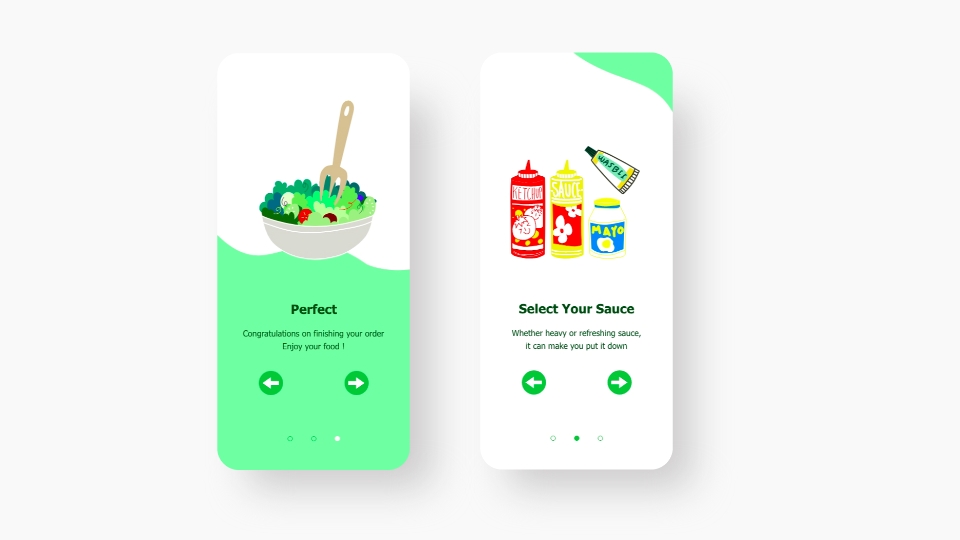 Perfect
Congratulations on finishing your order
Enjoy your food !
KETCHUP
SAUCE
WASBEE
MAYO
Select Your Sauce
Whether heavy or refreshing sauce,
it can make you put it down